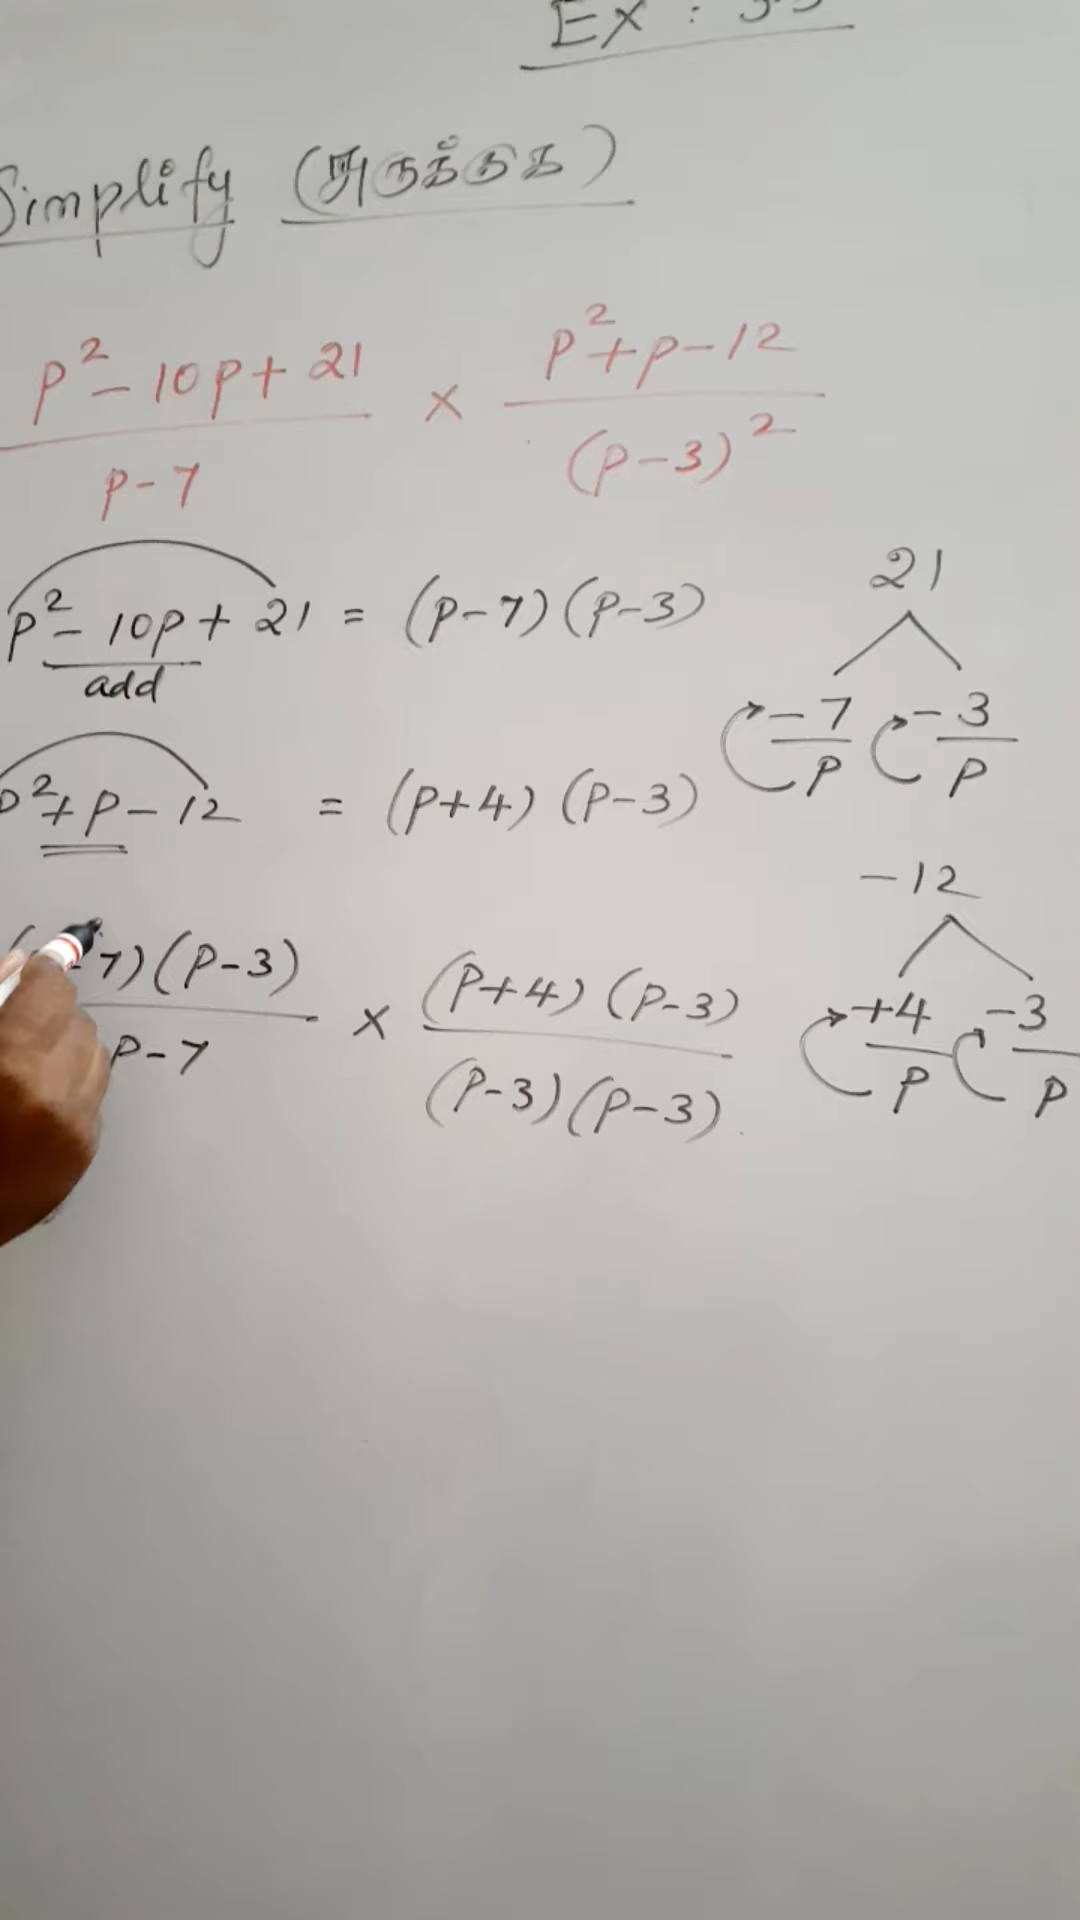 Ex :
Simplify (சுருக்குக)
p² - 10p + 21 / p - 7 × p² + p - 12 / (p - 3)²
p² - 10p + 21 = (p - 7) (p - 3)
add
21
-7 / p  -3 / p
p² + p - 12 = (p + 4) (p - 3)
-12
+4 / p  -3 / p
7) (p - 3) / p - 7 × (p + 4) (p - 3) / (p - 3) (p - 3)